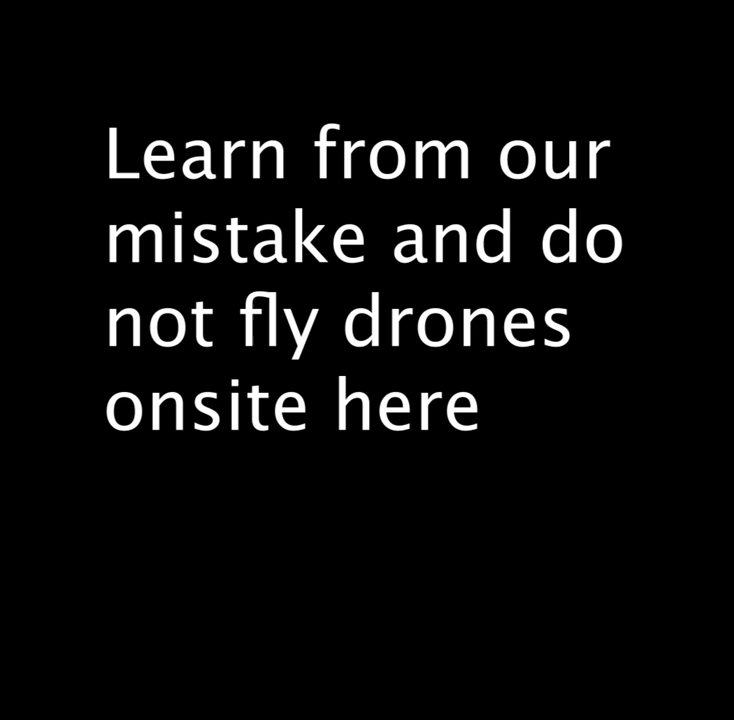 Learn from our
mistake and do
not fly drones
onsite here